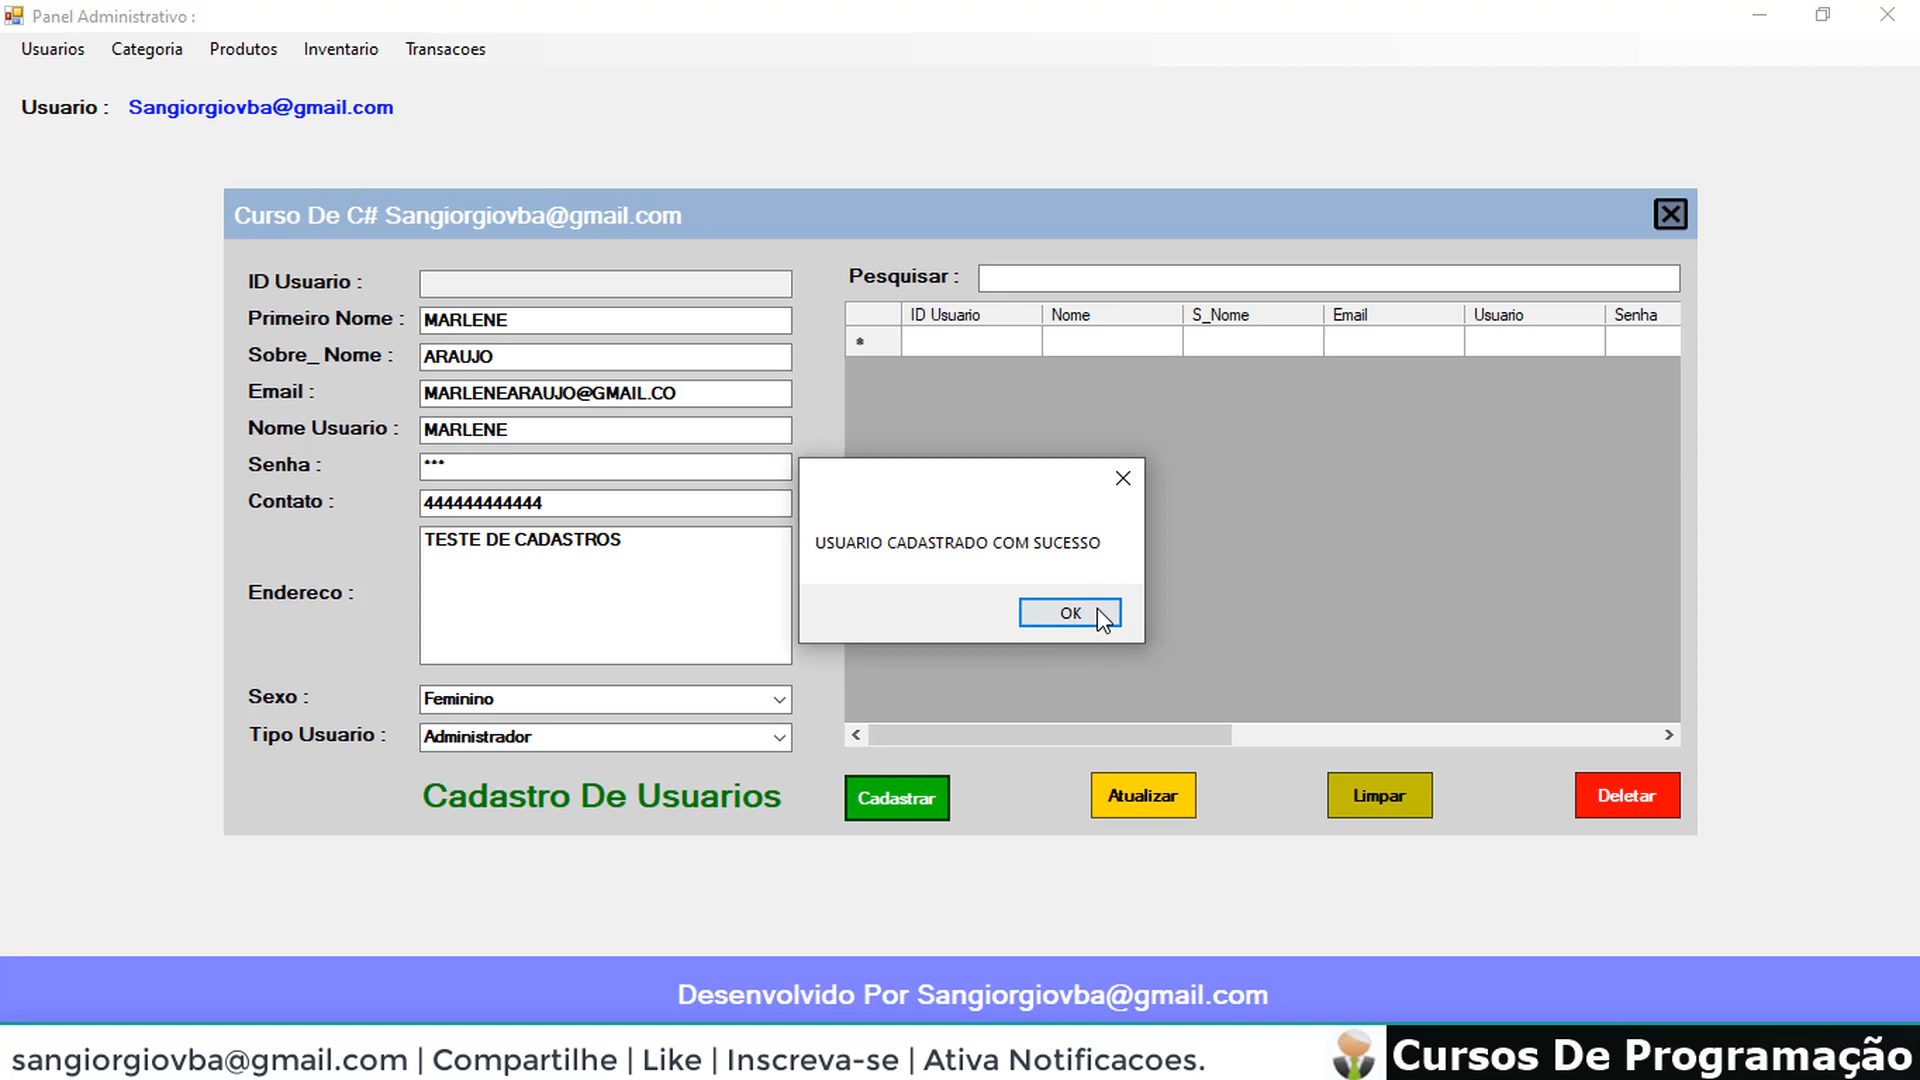 Panel Administrativo :
Usuarios Categoria Produtos Inventario Transacoes
Usuario : Sangiorgiovba@gmail.com
Curso De C# Sangiorgiovba@gmail.com
ID Usuario :
Primeiro Nome : MARLENE
Sobre_ Nome : ARAUJO
Email : MARLENEARAUJO@GMAIL.CO
Nome Usuario : MARLENE
Senha : ***
Contato : 444444444444
Endereco : TESTE DE CADASTROS
Sexo : Feminino
Tipo Usuario : Administrador
Cadastro De Usuarios
Pesquisar :
ID Usuario Nome S_Nome Email Usuario Senha
*
USUARIO CADASTRADO COM SUCESSO
OK
Cadastrar Atualizar Limpar Deletar
Desenvolvido Por Sangiorgiovba@gmail.com
sangiorgiovba@gmail.com | Compartilhe | Like | Inscreva-se | Ativa Notificacoes.
Cursos De Programação